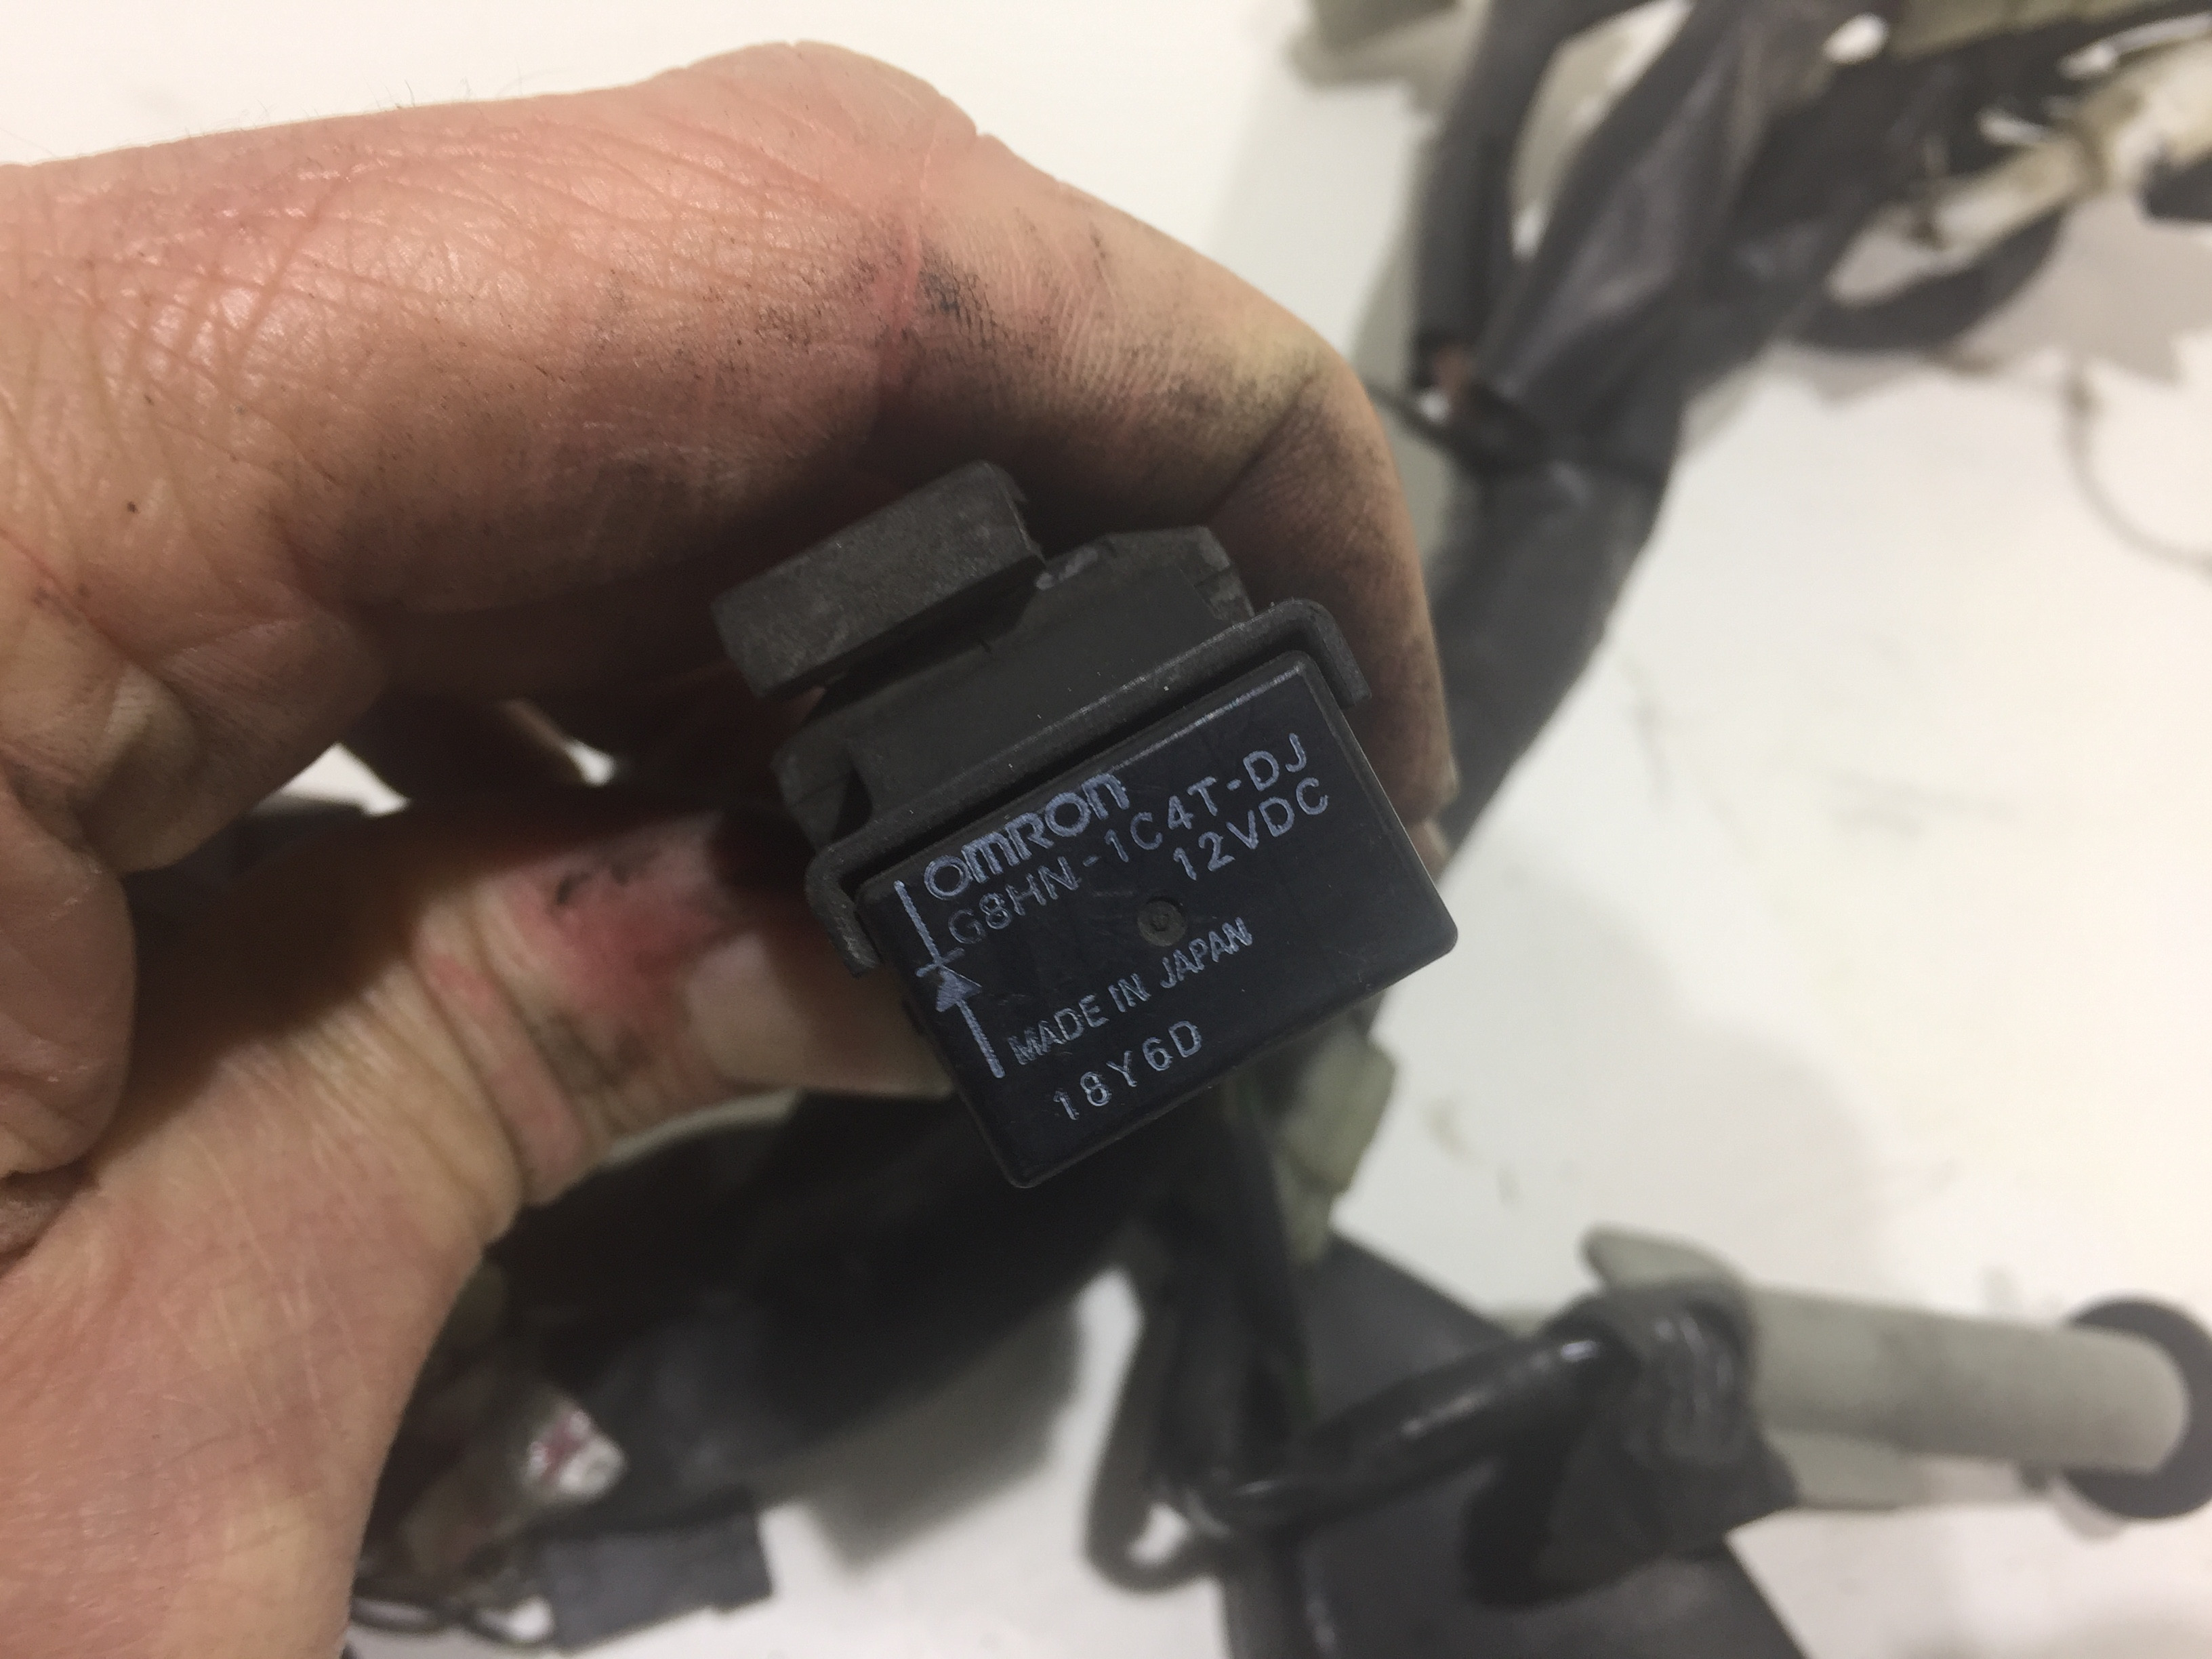 OMRON
G8HN-1C4T-DJ
12VDC
MADE IN JAPAN
18Y6D